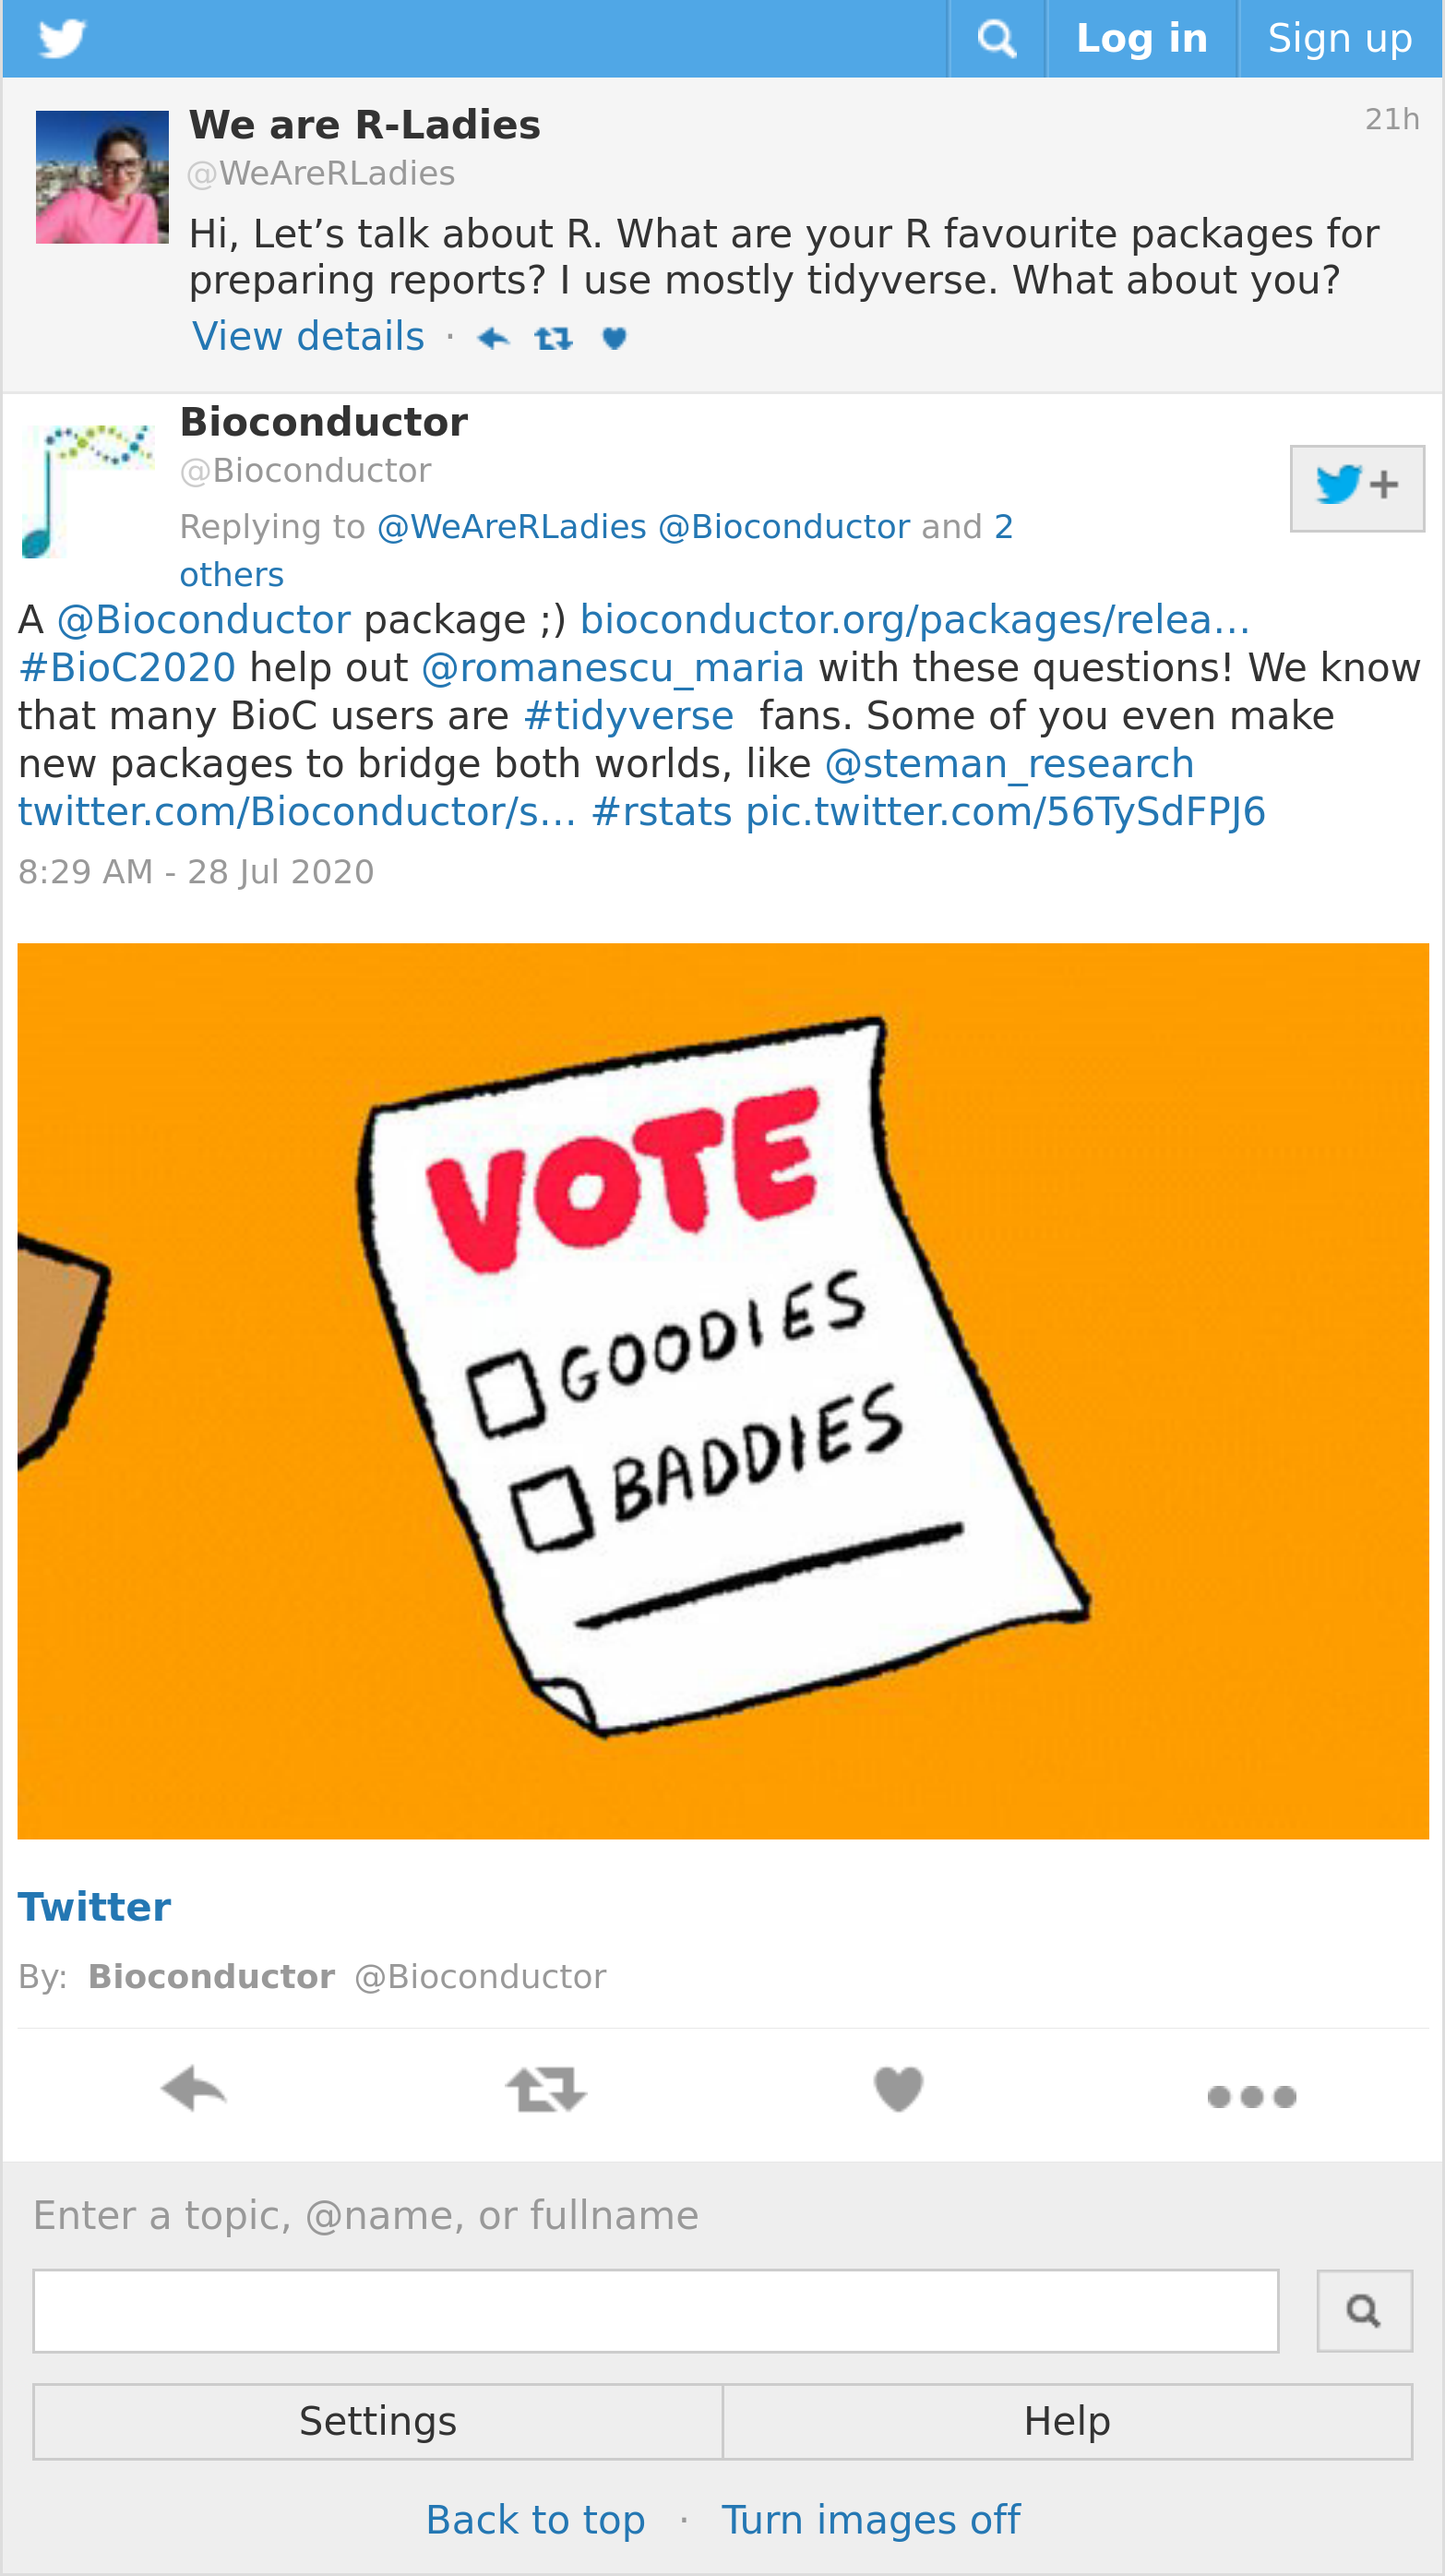 Log in
Sign up
We are R-Ladies
21h
@WeAreRLadies
Hi, Let’s talk about R. What are your R favourite packages for
preparing reports? I use mostly tidyverse. What about you?
View details ·
Bioconductor
@Bioconductor
+
Replying to @WeAreRLadies @Bioconductor and 2
others
A @Bioconductor package ;) bioconductor.org/packages/relea…
#BioC2020 help out @romanescu_maria with these questions! We know
that many BioC users are #tidyverse fans. Some of you even make
new packages to bridge both worlds, like @steman_research
twitter.com/Bioconductor/s… #rstats pic.twitter.com/56TySdFPJ6
8:29 AM - 28 Jul 2020
VOTE
GOODIES
BADDIES
Twitter
By: Bioconductor @Bioconductor
Enter a topic, @name, or fullname
Settings
Help
Back to top · Turn images off